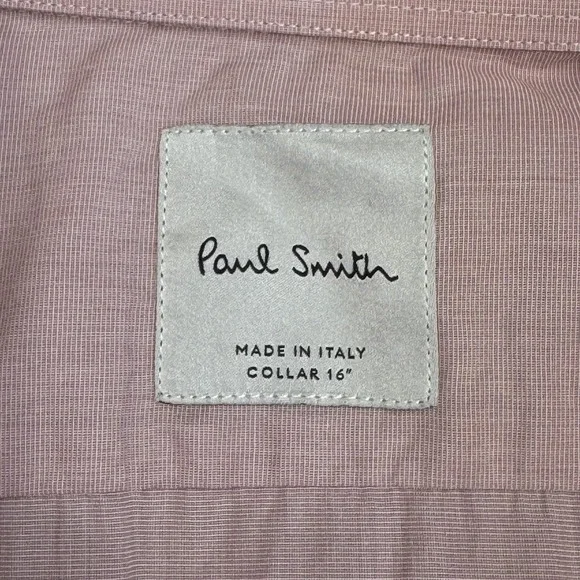 Paul Smith
MADE IN ITALY
COLLAR 16"